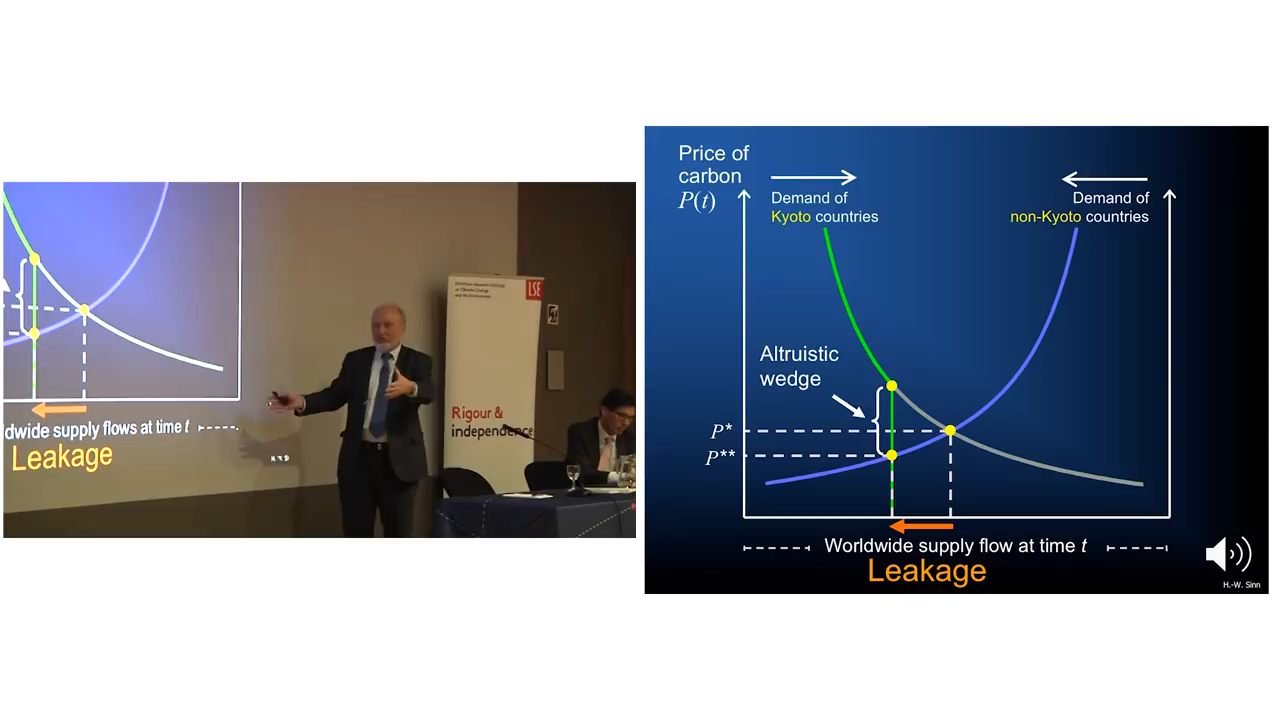 dwide supply flows at time t
Leakage
LSE
Rigour &
independence
Price of
carbon
P(t)
Demand of
Kyoto countries
Demand of
non-Kyoto countries
Altruistic
wedge
P*
P**
Worldwide supply flow at time t
Leakage
H.-W. Sinn